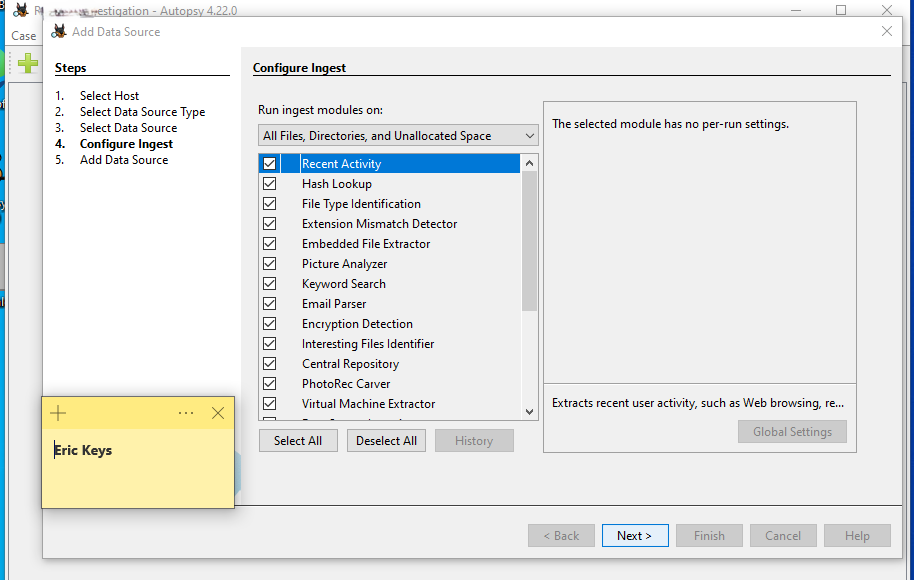 estigation - Autopsy 4.22.0
Case
Add Data Source
Steps
1. Select Host
2. Select Data Source Type
3. Select Data Source
4. Configure Ingest
5. Add Data Source
Configure Ingest
Run ingest modules on:
All Files, Directories, and Unallocated Space
Recent Activity
Hash Lookup
File Type Identification
Extension Mismatch Detector
Embedded File Extractor
Picture Analyzer
Keyword Search
Email Parser
Encryption Detection
Interesting Files Identifier
Central Repository
PhotoRec Carver
Virtual Machine Extractor
Select All
Deselect All
History
The selected module has no per-run settings.
Extracts recent user activity, such as Web browsing, re...
Global Settings
Eric Keys
< Back
Next >
Finish
Cancel
Help